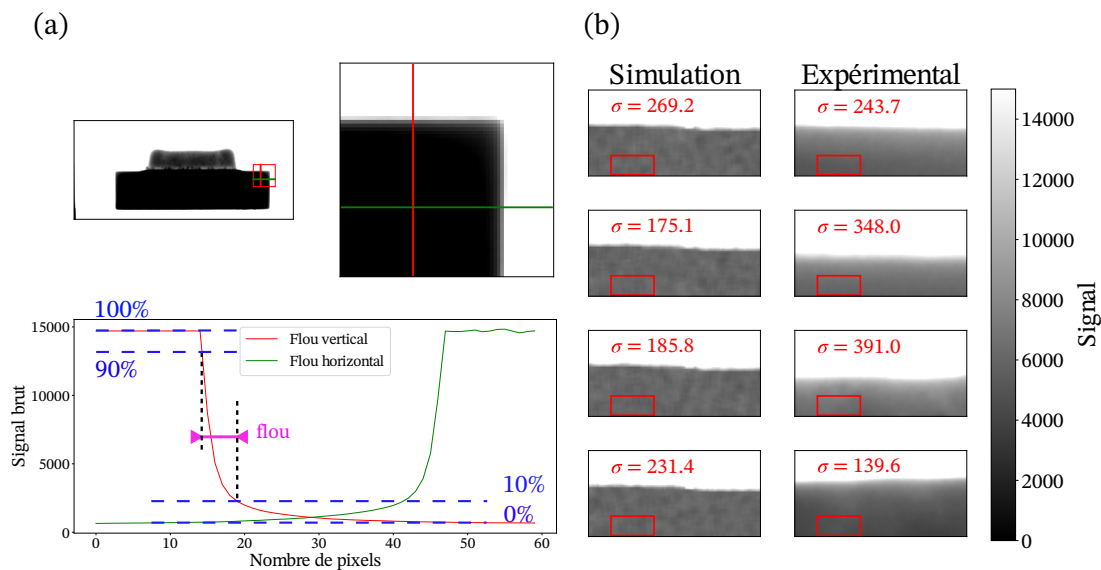 (a)
(b)
Simulation
Expérimental
σ = 269.2
σ = 243.7
σ = 175.1
σ = 348.0
σ = 185.8
σ = 391.0
σ = 231.4
σ = 139.6
14000
12000
10000
8000
6000
4000
2000
0
Signal
100%
90%
Flou vertical
Flou horizontal
flou
10%
0%
15000
10000
5000
0
Signal brut
0
10
20
30
40
50
60
Nombre de pixels